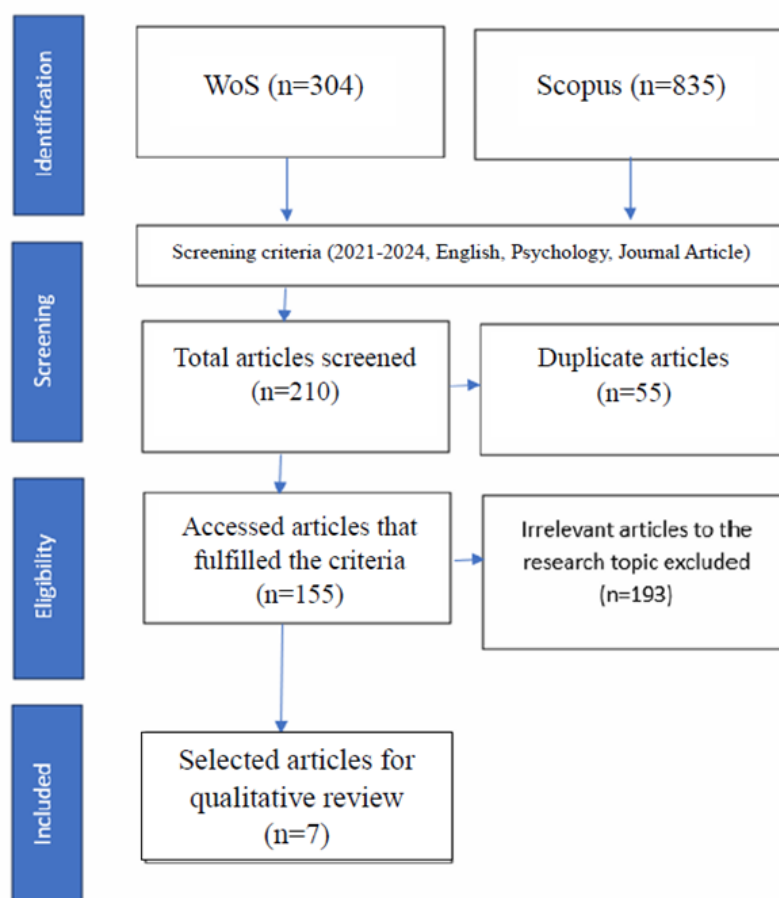 Identification
WoS (n=304)
Scopus (n=835)
Screening criteria (2021-2024, English, Psychology, Journal Article)
Screening
Total articles screened
(n=210)
Duplicate articles
(n=55)
Eligibility
Accessed articles that
fulfilled the criteria
(n=155)
Irrelevant articles to the
research topic excluded
(n=193)
Included
Selected articles for
qualitative review
(n=7)